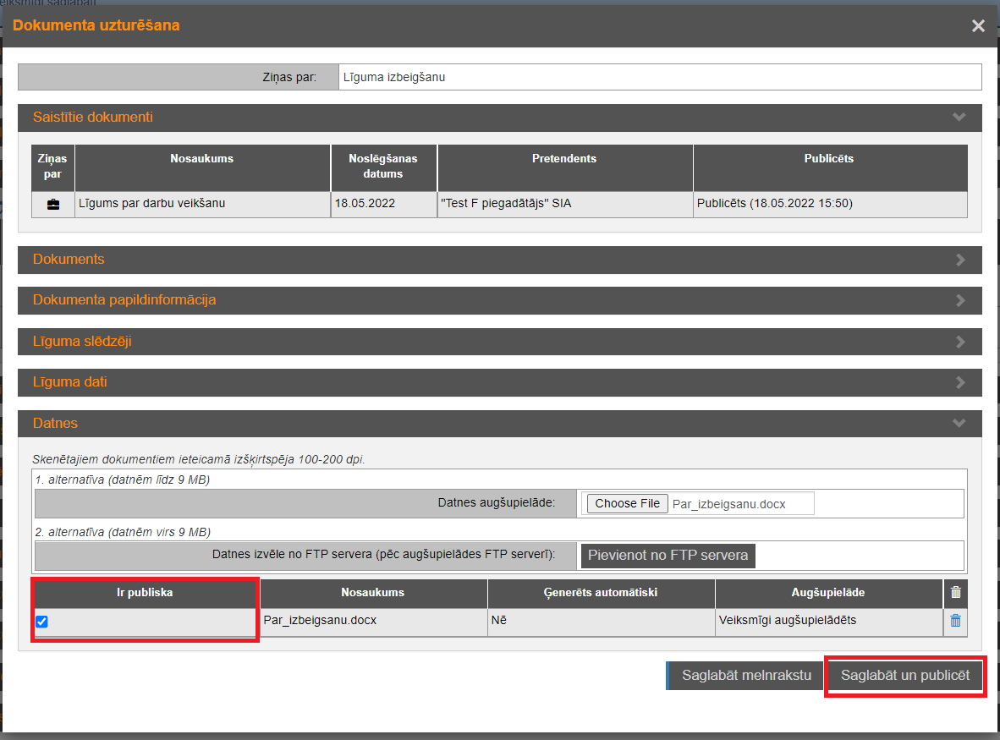 eiksmīgi saglabāti
Dokumenta uzturēšana
Ziņas par:
Līguma izbeigšanu
Saistītie dokumenti
Ziņas par
Nosaukums
Noslēgšanas datums
Pretendents
Publicēts
Līgums par darbu veikšanu
18.05.2022
"Test F piegādātājs" SIA
Publicēts (18.05.2022 15:50)
Dokuments
Dokumenta papildinformācija
Līguma slēdzēji
Līguma dati
Datnes
Skenētajiem dokumentiem ieteicamā izšķirtspēja 100-200 dpi.
1. alternatīva (datnēm līdz 9 MB)
Datnes augšupielāde:
Choose File
Par_izbeigsanu.docx
2. alternatīva (datnēm virs 9 MB)
Datnes izvēle no FTP servera (pēc augšupielādes FTP serverī):
Pievienot no FTP servera
Ir publiska
Nosaukums
Ģenerēts automātiski
Augšupielāde
Par_izbeigsanu.docx
Nē
Veiksmīgi augšupielādēts
Saglabāt melnrakstu
Saglabāt un publicēt